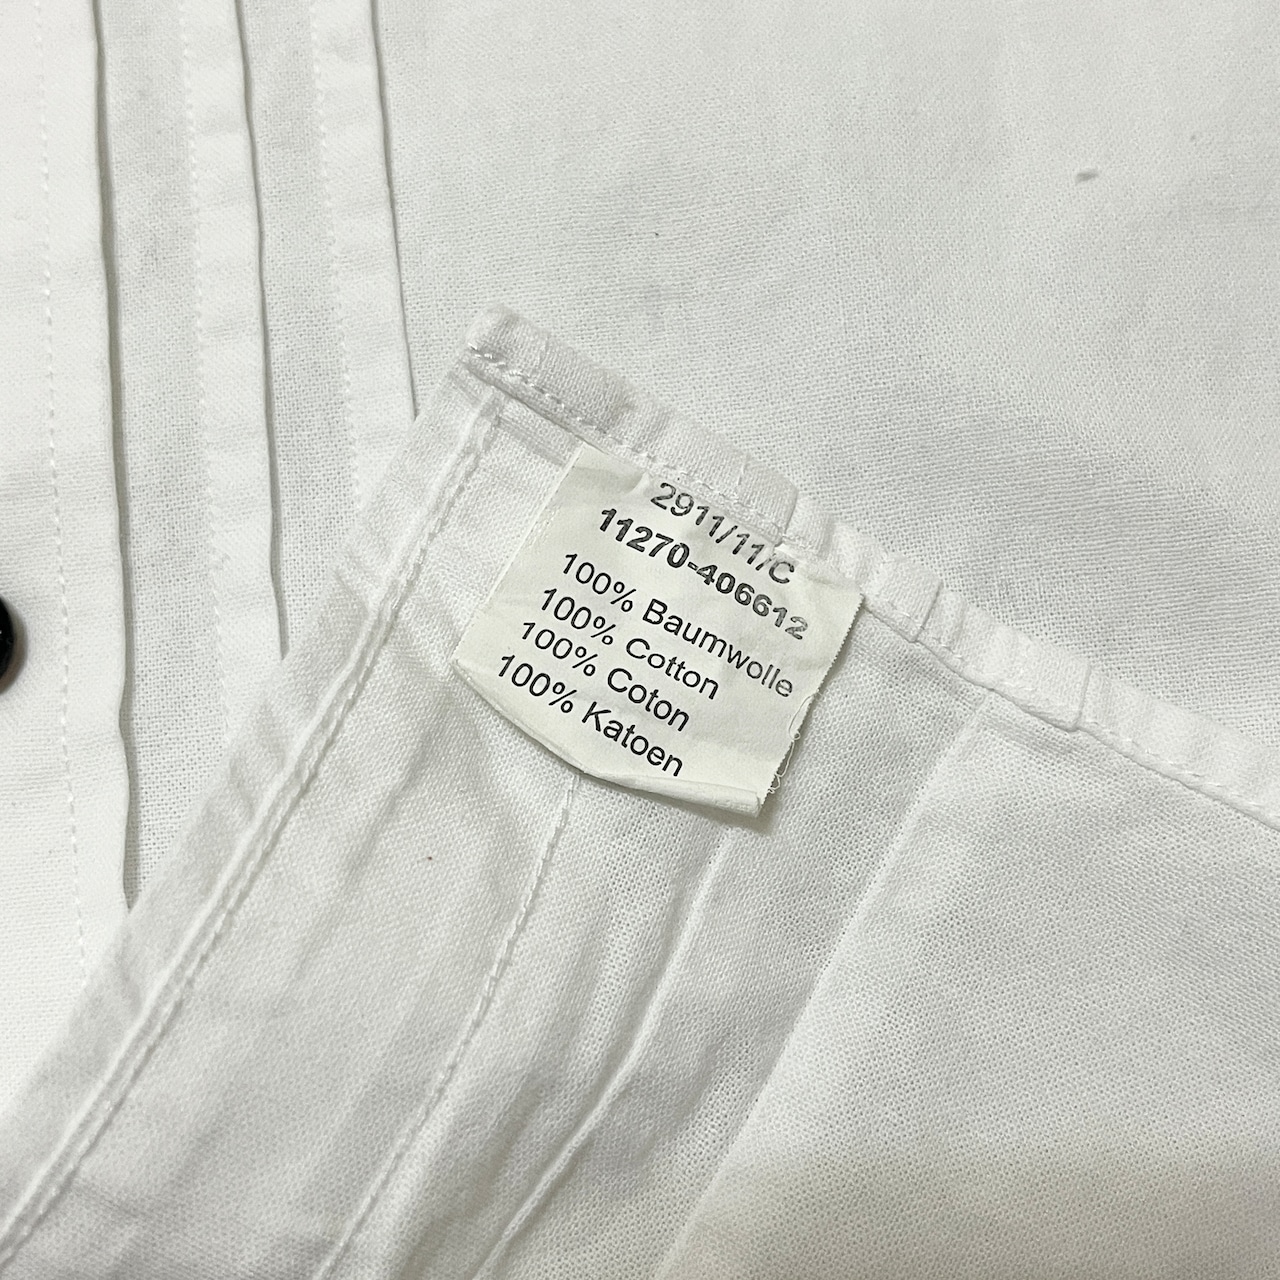 2911/11/C
11270-406612
100% Baumwolle
100% Cotton
100% Coton
100% Katoen